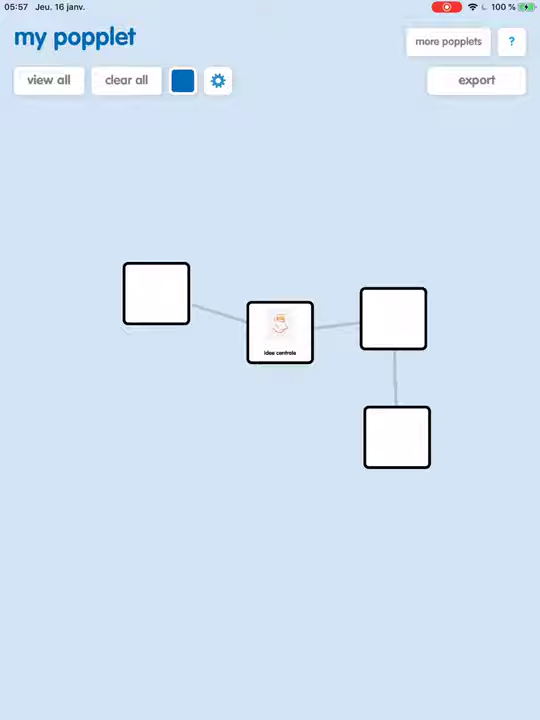 05:57 Jeu. 16 janv. 100 %
my popplet
more popplets ?
view all clear all export
idee centrale